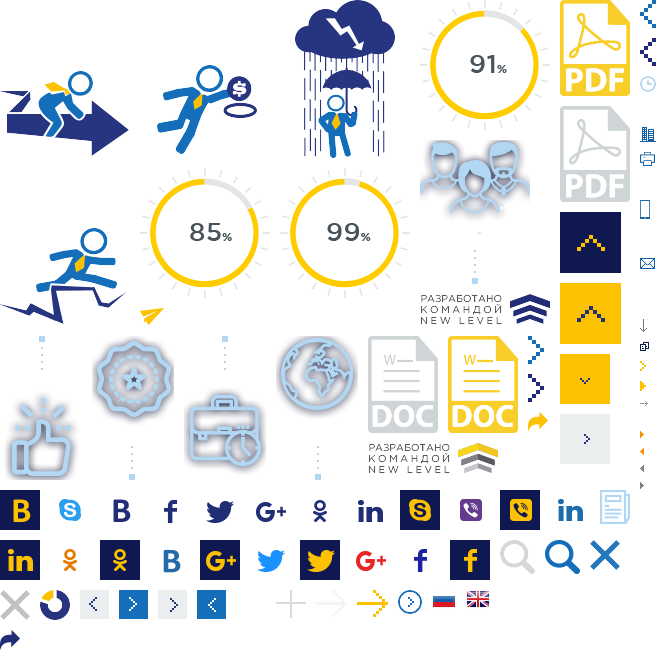 91%
PDF
PDF
85%
99%
$
РАЗРАБОТАНО
КОМАНДОЙ
NEW LEVEL
W
DOC
W
DOC
РАЗРАБОТАНО
КОМАНДОЙ
NEW LEVEL
B S B f G+ in S in
in B G+ G+ f f